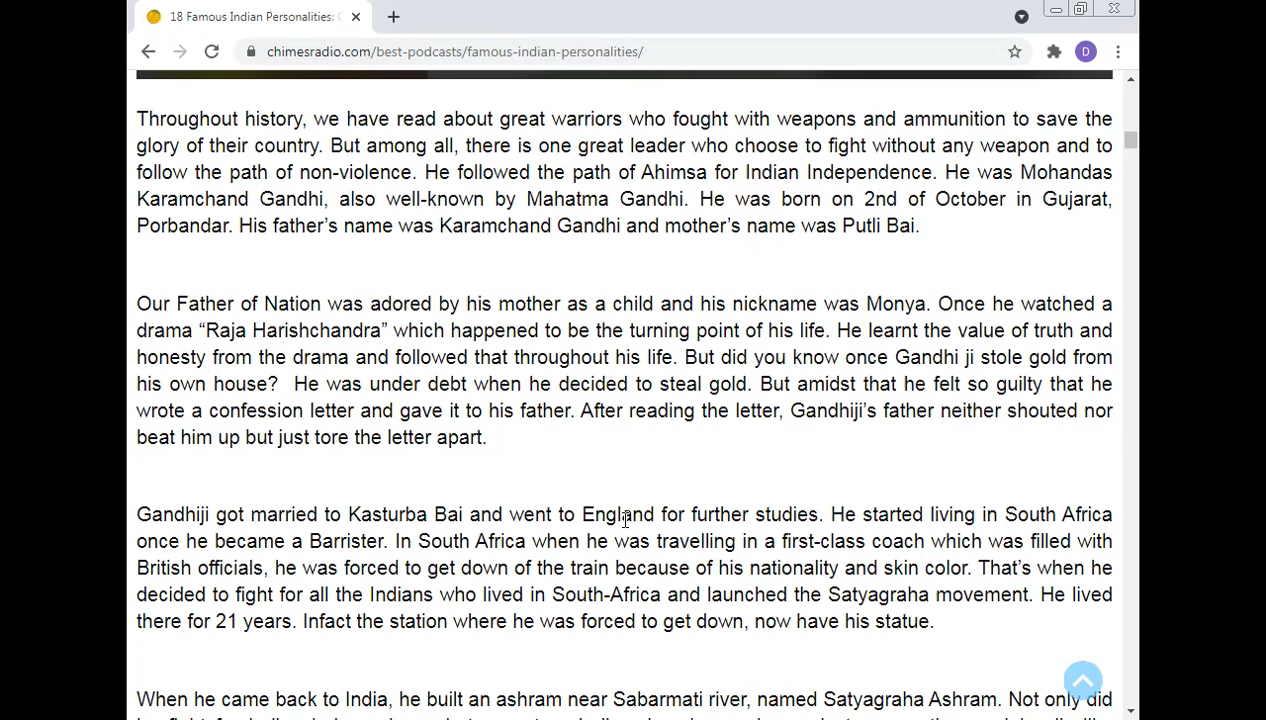 18 Famous Indian Personalities:
chimesradio.com/best-podcasts/famous-indian-personalities/
D
Throughout history, we have read about great warriors who fought with weapons and ammunition to save the
glory of their country. But among all, there is one great leader who choose to fight without any weapon and to
follow the path of non-violence. He followed the path of Ahimsa for Indian Independence. He was Mohandas
Karamchand Gandhi, also well-known by Mahatma Gandhi. He was born on 2nd of October in Gujarat,
Porbandar. His father’s name was Karamchand Gandhi and mother’s name was Putli Bai.
Our Father of Nation was adored by his mother as a child and his nickname was Monya. Once he watched a
drama “Raja Harishchandra” which happened to be the turning point of his life. He learnt the value of truth and
honesty from the drama and followed that throughout his life. But did you know once Gandhi ji stole gold from
his own house? He was under debt when he decided to steal gold. But amidst that he felt so guilty that he
wrote a confession letter and gave it to his father. After reading the letter, Gandhiji’s father neither shouted nor
beat him up but just tore the letter apart.
Gandhiji got married to Kasturba Bai and went to England for further studies. He started living in South Africa
once he became a Barrister. In South Africa when he was travelling in a first-class coach which was filled with
British officials, he was forced to get down of the train because of his nationality and skin color. That’s when he
decided to fight for all the Indians who lived in South-Africa and launched the Satyagraha movement. He lived
there for 21 years. Infact the station where he was forced to get down, now have his statue.
When he came back to India, he built an ashram near Sabarmati river, named Satyagraha Ashram. Not only did